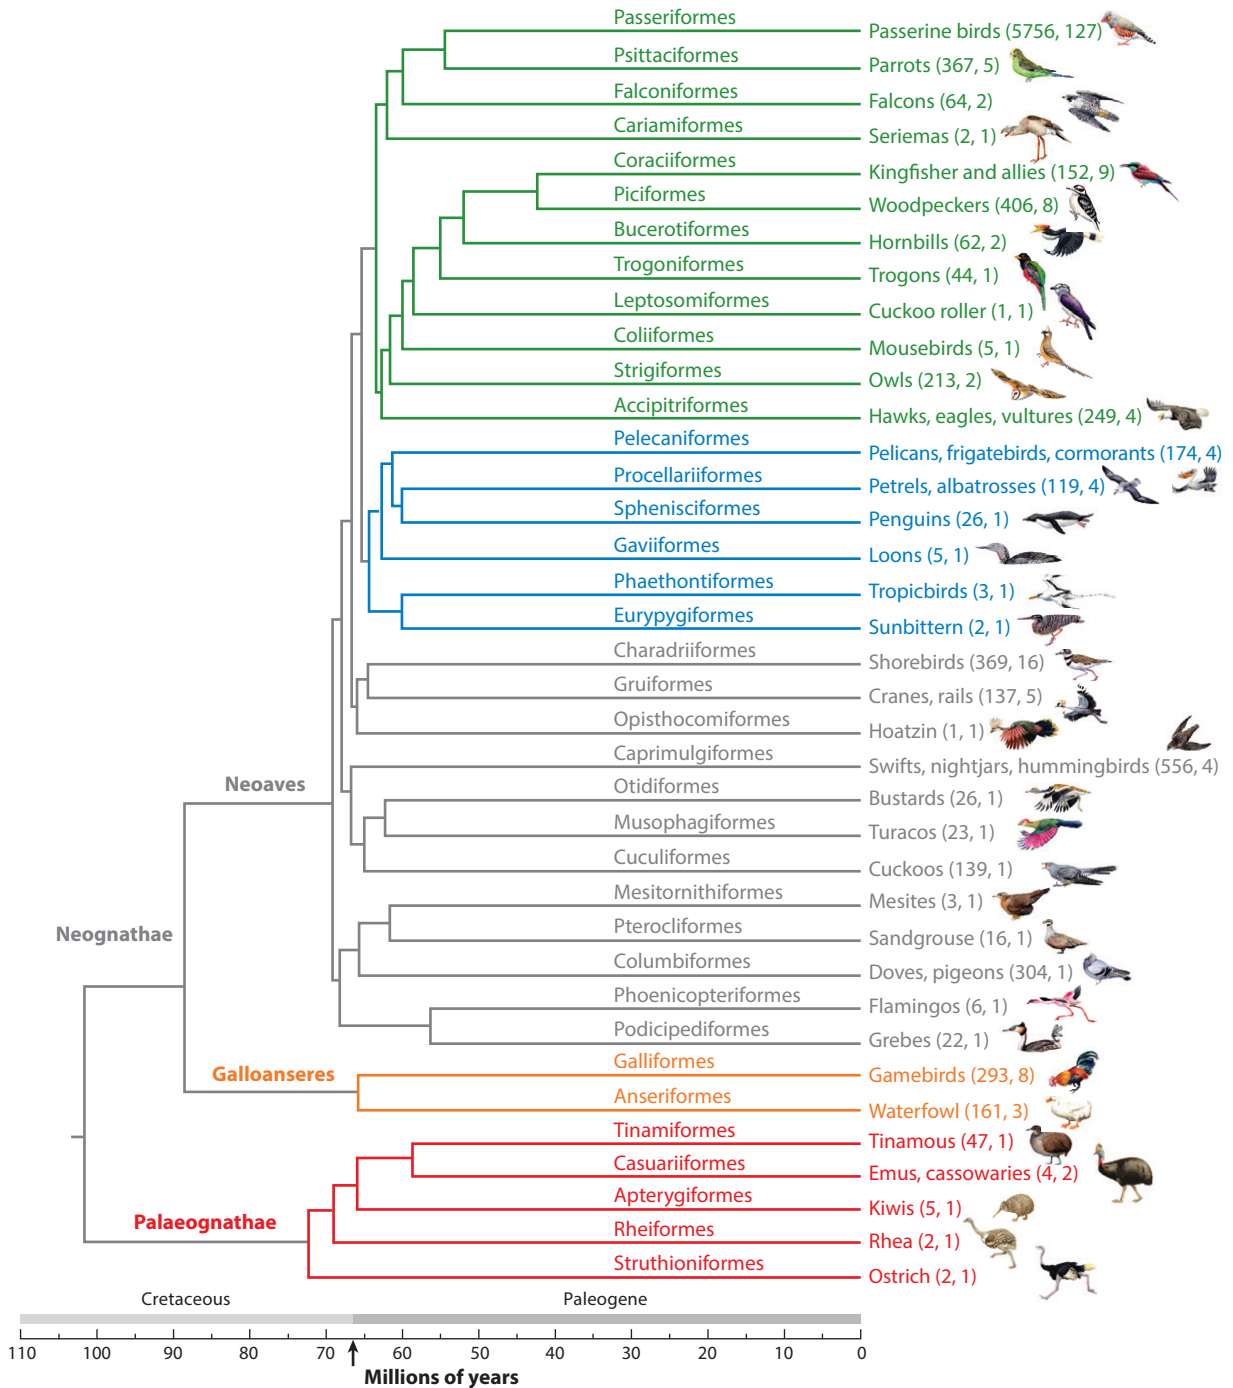 Passeriformes
Passerine birds (5756, 127)
Psittaciformes
Parrots (367, 5)
Falconiformes
Falcons (64, 2)
Cariamiformes
Seriemas (2, 1)
Coraciiformes
Kingfisher and allies (152, 9)
Piciformes
Woodpeckers (406, 8)
Bucerotiformes
Hornbills (62, 2)
Trogoniformes
Trogons (44, 1)
Leptosomiformes
Cuckoo roller (1, 1)
Coliiformes
Mousebirds (5, 1)
Strigiformes
Owls (213, 2)
Accipitriformes
Hawks, eagles, vultures (249, 4)
Pelecaniformes
Pelicans, frigatebirds, cormorants (174, 4)
Procellariiformes
Petrels, albatrosses (119, 4)
Sphenisciformes
Penguins (26, 1)
Gaviiformes
Loons (5, 1)
Phaethontiformes
Tropicbirds (3, 1)
Eurypygiformes
Sunbittern (2, 1)
Charadriiformes
Shorebirds (369, 16)
Gruiformes
Cranes, rails (137, 5)
Opisthocomiformes
Hoatzin (1, 1)
Caprimulgiformes
Swifts, nightjars, hummingbirds (556, 4)
Neoaves
Otidiformes
Bustards (26, 1)
Musophagiformes
Turacos (23, 1)
Cuculiformes
Cuckoos (139, 1)
Mesitornithiformes
Mesites (3, 1)
Neognathae
Pterocliformes
Sandgrouse (16, 1)
Columbiformes
Doves, pigeons (304, 1)
Phoenicopteriformes
Flamingos (6, 1)
Podicipediformes
Grebes (22, 1)
Galloanseres
Galliformes
Gamebirds (293, 8)
Anseriformes
Waterfowl (161, 3)
Tinamiformes
Tinamous (47, 1)
Casuariiformes
Emus, cassowaries (4, 2)
Apterygiformes
Kiwis (5, 1)
Palaeognathae
Rheiformes
Rhea (2, 1)
Struthioniformes
Ostrich (2, 1)
Cretaceous Paleogene
110 100 90 80 70 60 50 40 30 20 10 0
Millions of years